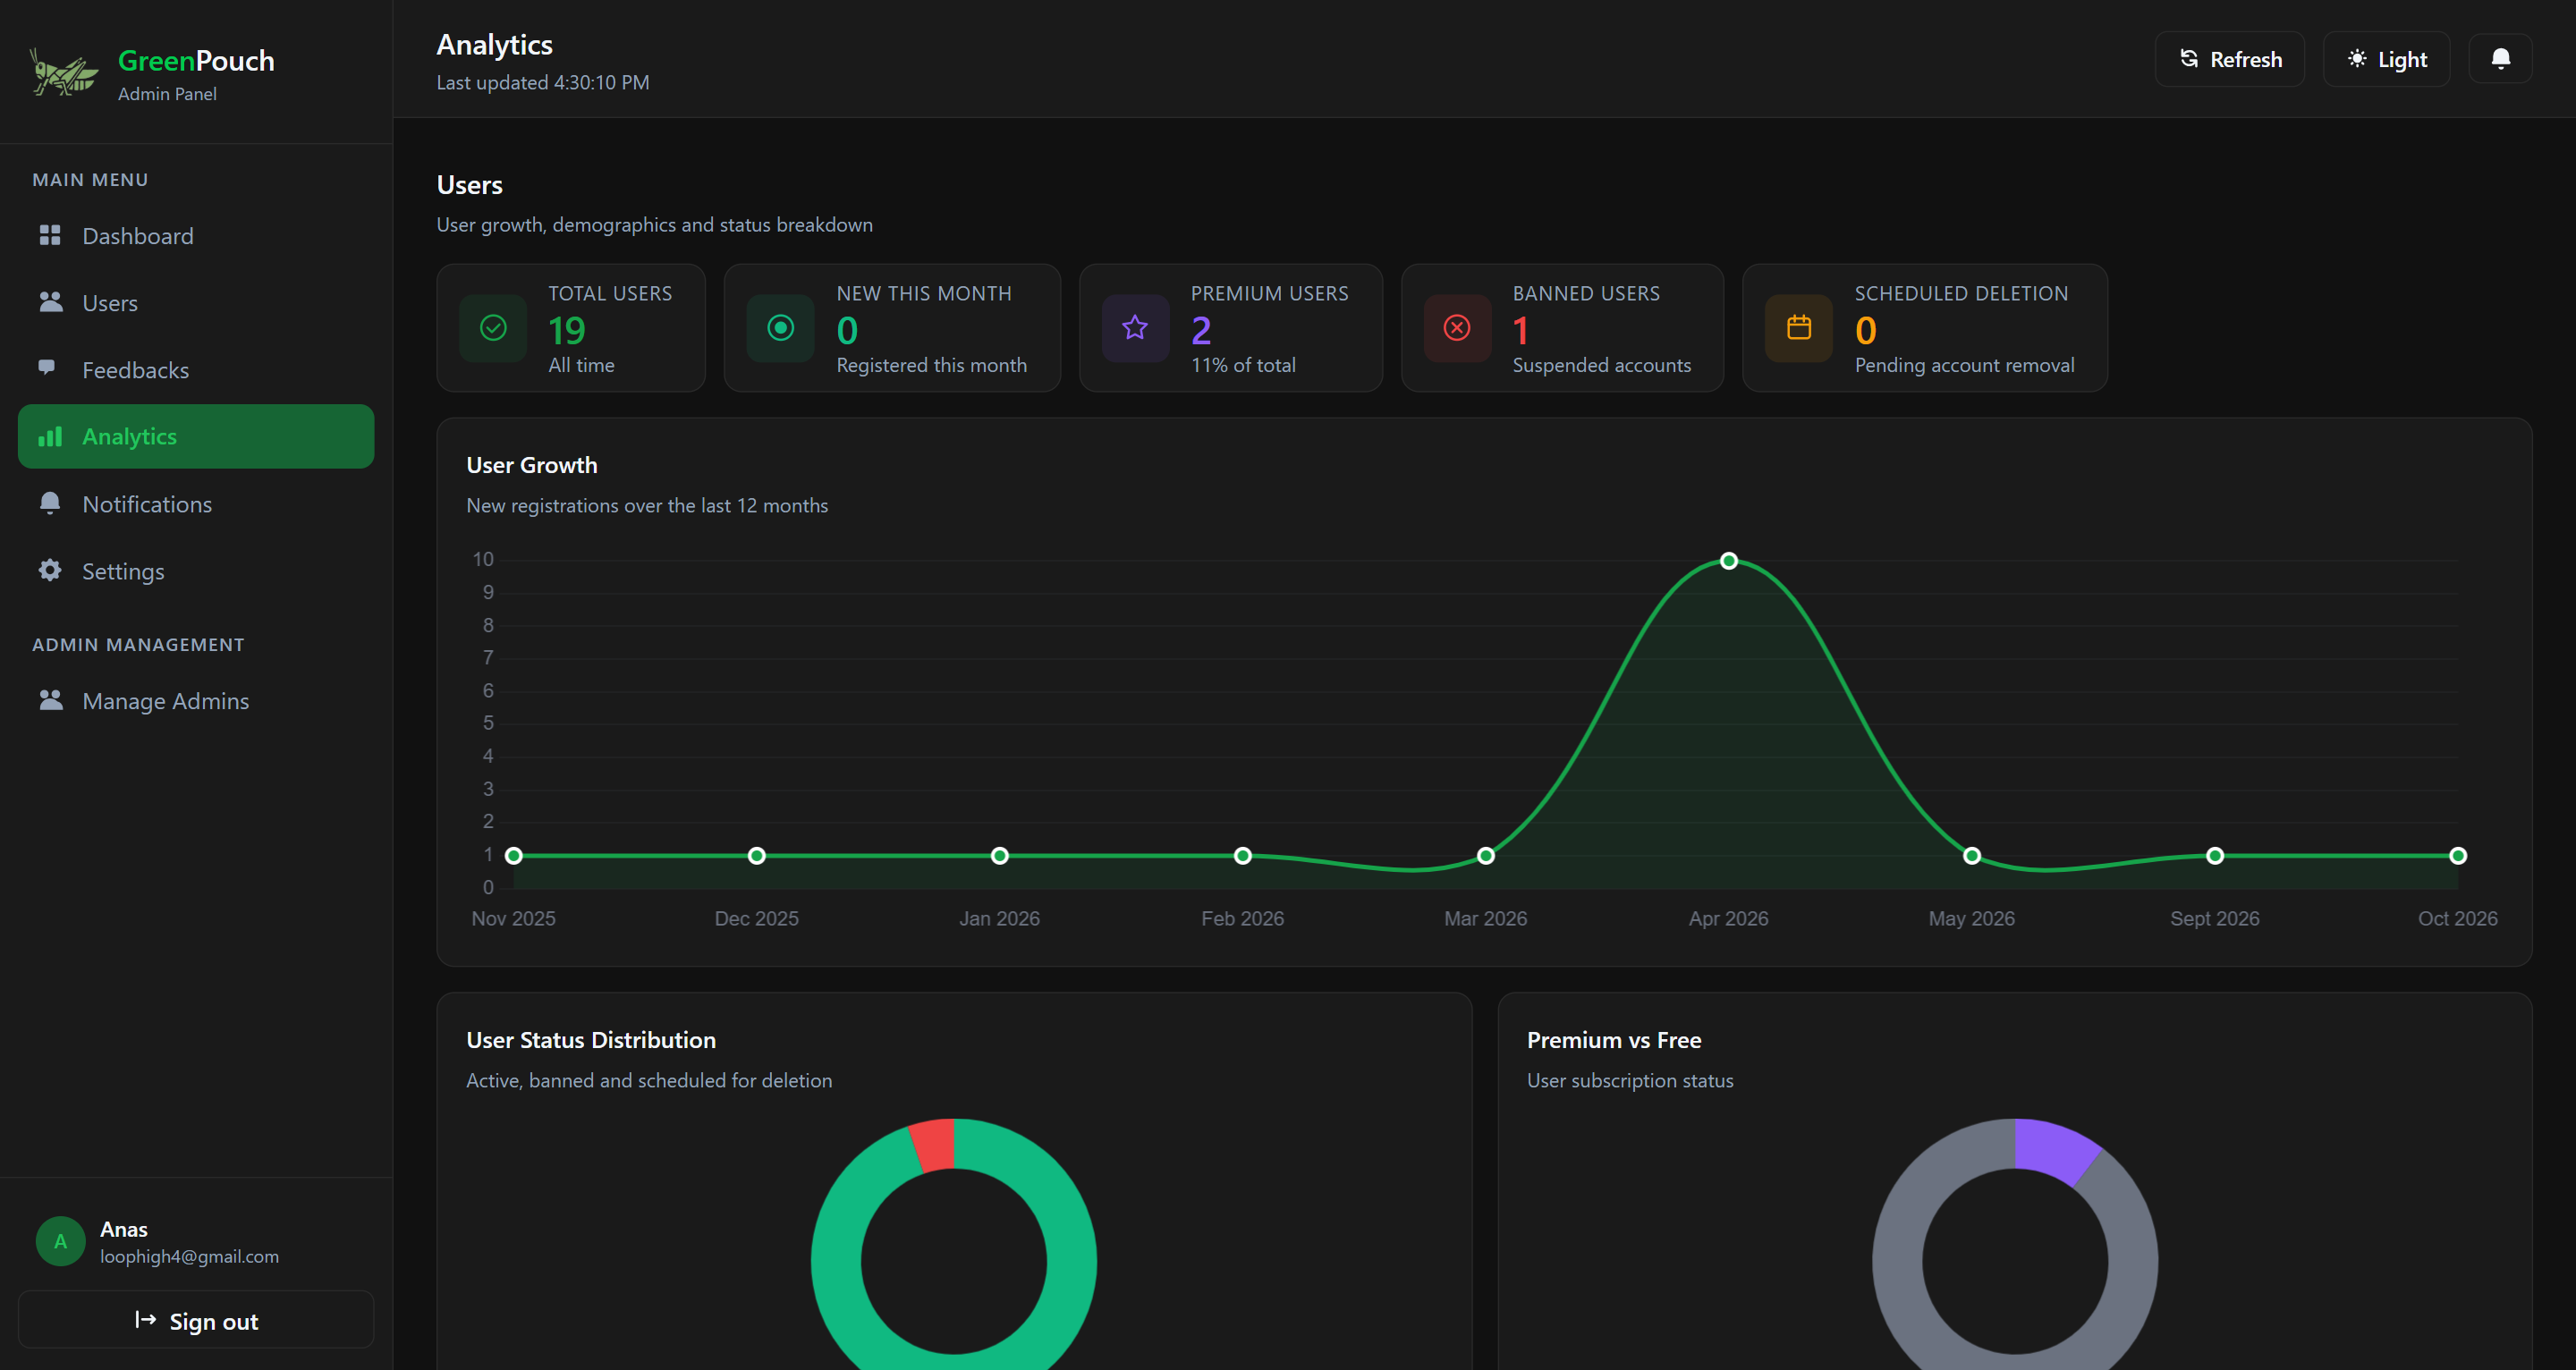 GreenPouch
Admin Panel
MAIN MENU
Dashboard
Users
Feedbacks
Analytics
Notifications
Settings
ADMIN MANAGEMENT
Manage Admins
A
Anas
loophigh4@gmail.com
Sign out
Analytics
Last updated 4:30:10 PM
Refresh
Light
Users
User growth, demographics and status breakdown
TOTAL USERS
19
All time
NEW THIS MONTH
0
Registered this month
PREMIUM USERS
2
11% of total
BANNED USERS
1
Suspended accounts
SCHEDULED DELETION
0
Pending account removal
User Growth
New registrations over the last 12 months
10
9
8
7
6
5
4
3
2
1
0
Nov 2025 Dec 2025 Jan 2026 Feb 2026 Mar 2026 Apr 2026 May 2026 Sept 2026 Oct 2026
User Status Distribution
Active, banned and scheduled for deletion
Premium vs Free
User subscription status